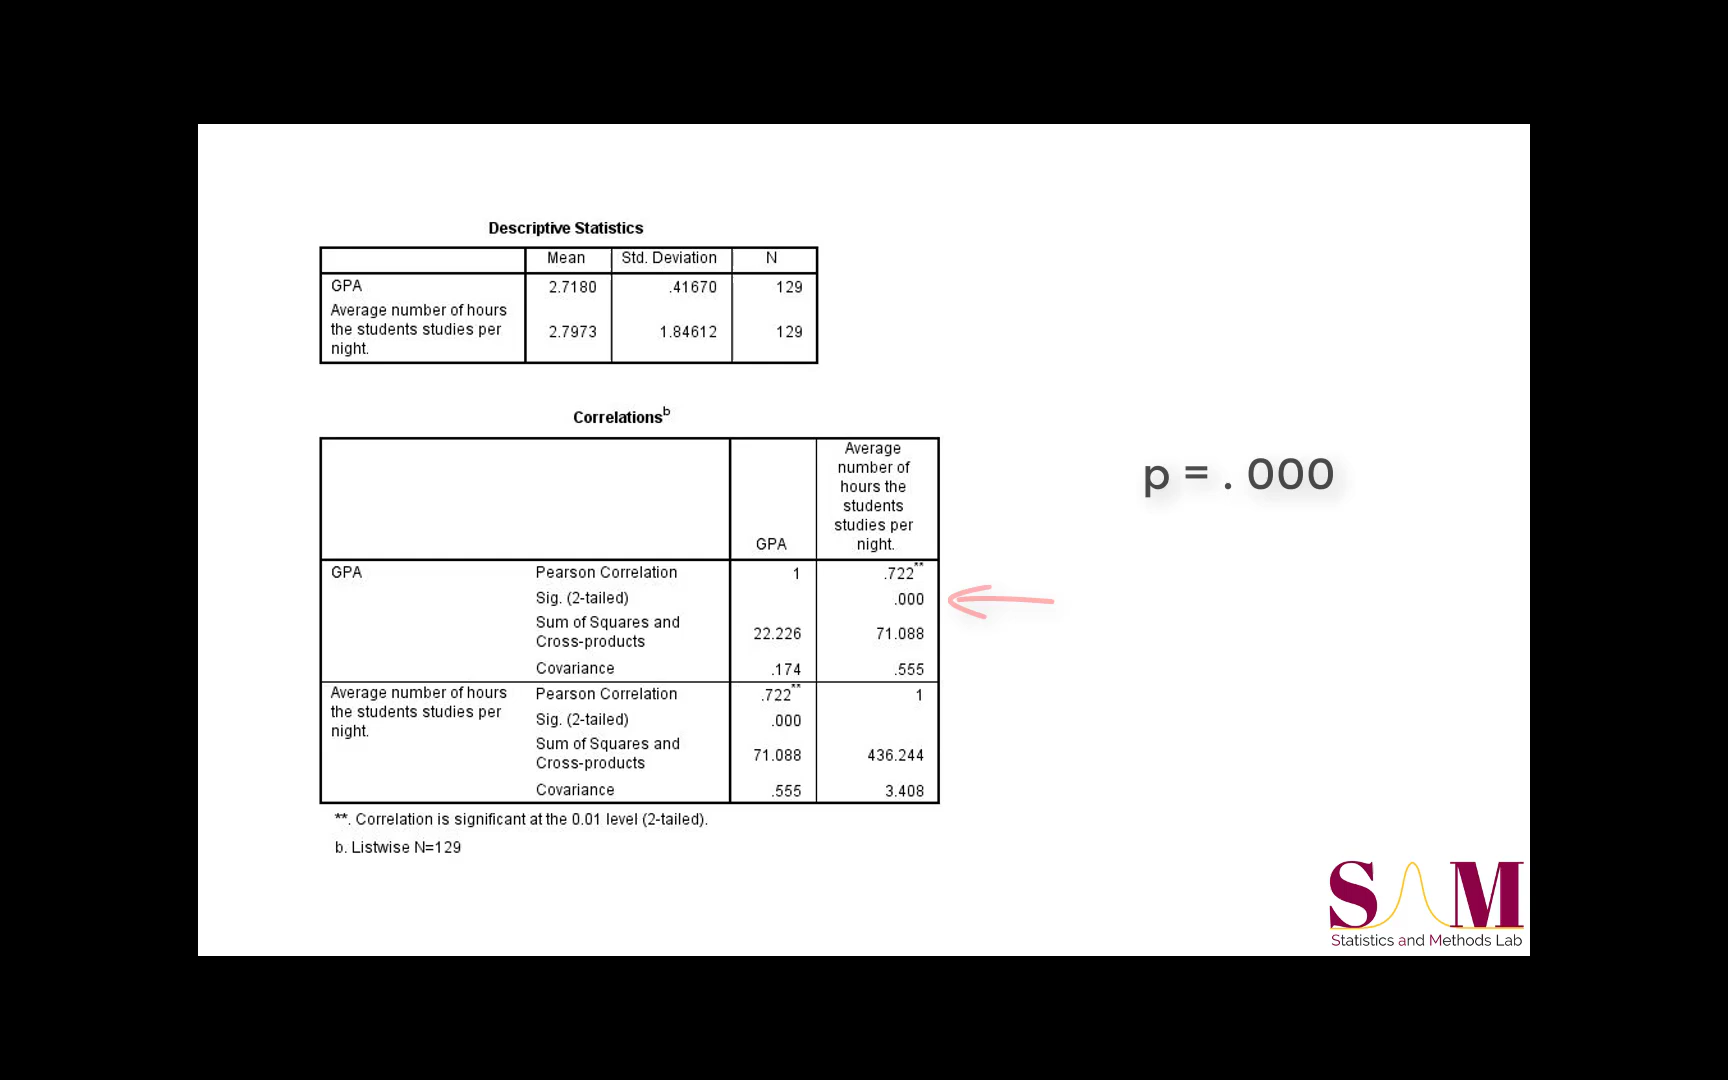 Descriptive Statistics
Mean Std. Deviation N
GPA 2.7180 .41670 129
Average number of hours
the students studies per 2.7973 1.84612 129
night.
Correlationsb
Average
number of
hours the
students
studies per
GPA night.
GPA Pearson Correlation 1 .722**
Sig. (2-tailed) .000
Sum of Squares and
Cross-products 22.226 71.088
Covariance .174 .555
Average number of hours Pearson Correlation .722** 1
the students studies per Sig. (2-tailed) .000
night. Sum of Squares and
Cross-products 71.088 436.244
Covariance .555 3.408
**. Correlation is significant at the 0.01 level (2-tailed).
b. Listwise N=129
p = . 000
S M
Statistics and Methods Lab